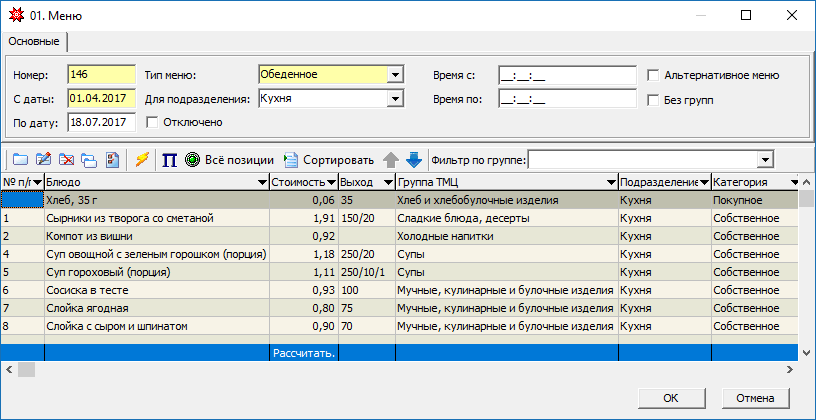 01. Меню
Основные
Номер: 146 Тип меню: Обеденное Время с: __:__:__ Альтернативное меню
С даты: 01.04.2017 Для подразделения: Кухня Время по: __:__:__ Без групп
По дату: 18.07.2017 Отключено
Всё позиции Сортировать Фильтр по группе:
№ п/п Блюдо Стоимость Выход Группа ТМЦ Подразделение Категория
Хлеб, 35 г 0,06 35 Хлеб и хлебобулочные изделия Кухня Покупное
1 Сырники из творога со сметаной 1,91 150/20 Сладкие блюда, десерты Кухня Собственное
2 Компот из вишни 0,92 Холодные напитки Кухня Собственное
4 Суп овощной с зеленым горошком (порция) 1,18 250/20 Супы Кухня Собственное
5 Суп гороховый (порция) 1,11 250/10/1 Супы Кухня Собственное
6 Сосиска в тесте 0,93 100 Мучные, кулинарные и булочные изделия Кухня Собственное
7 Слойка ягодная 0,80 75 Мучные, кулинарные и булочные изделия Кухня Собственное
8 Слойка с сыром и шпинатом 0,90 70 Мучные, кулинарные и булочные изделия Кухня Собственное
Рассчитать.
ОК Отмена